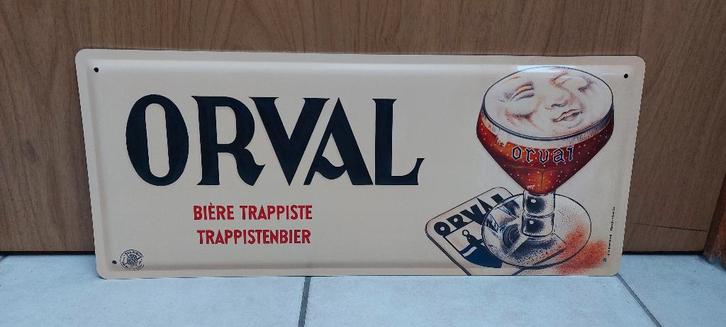 ORVAL
BIÈRE TRAPPISTE
TRAPPISTENBIER
orval
ORVAL